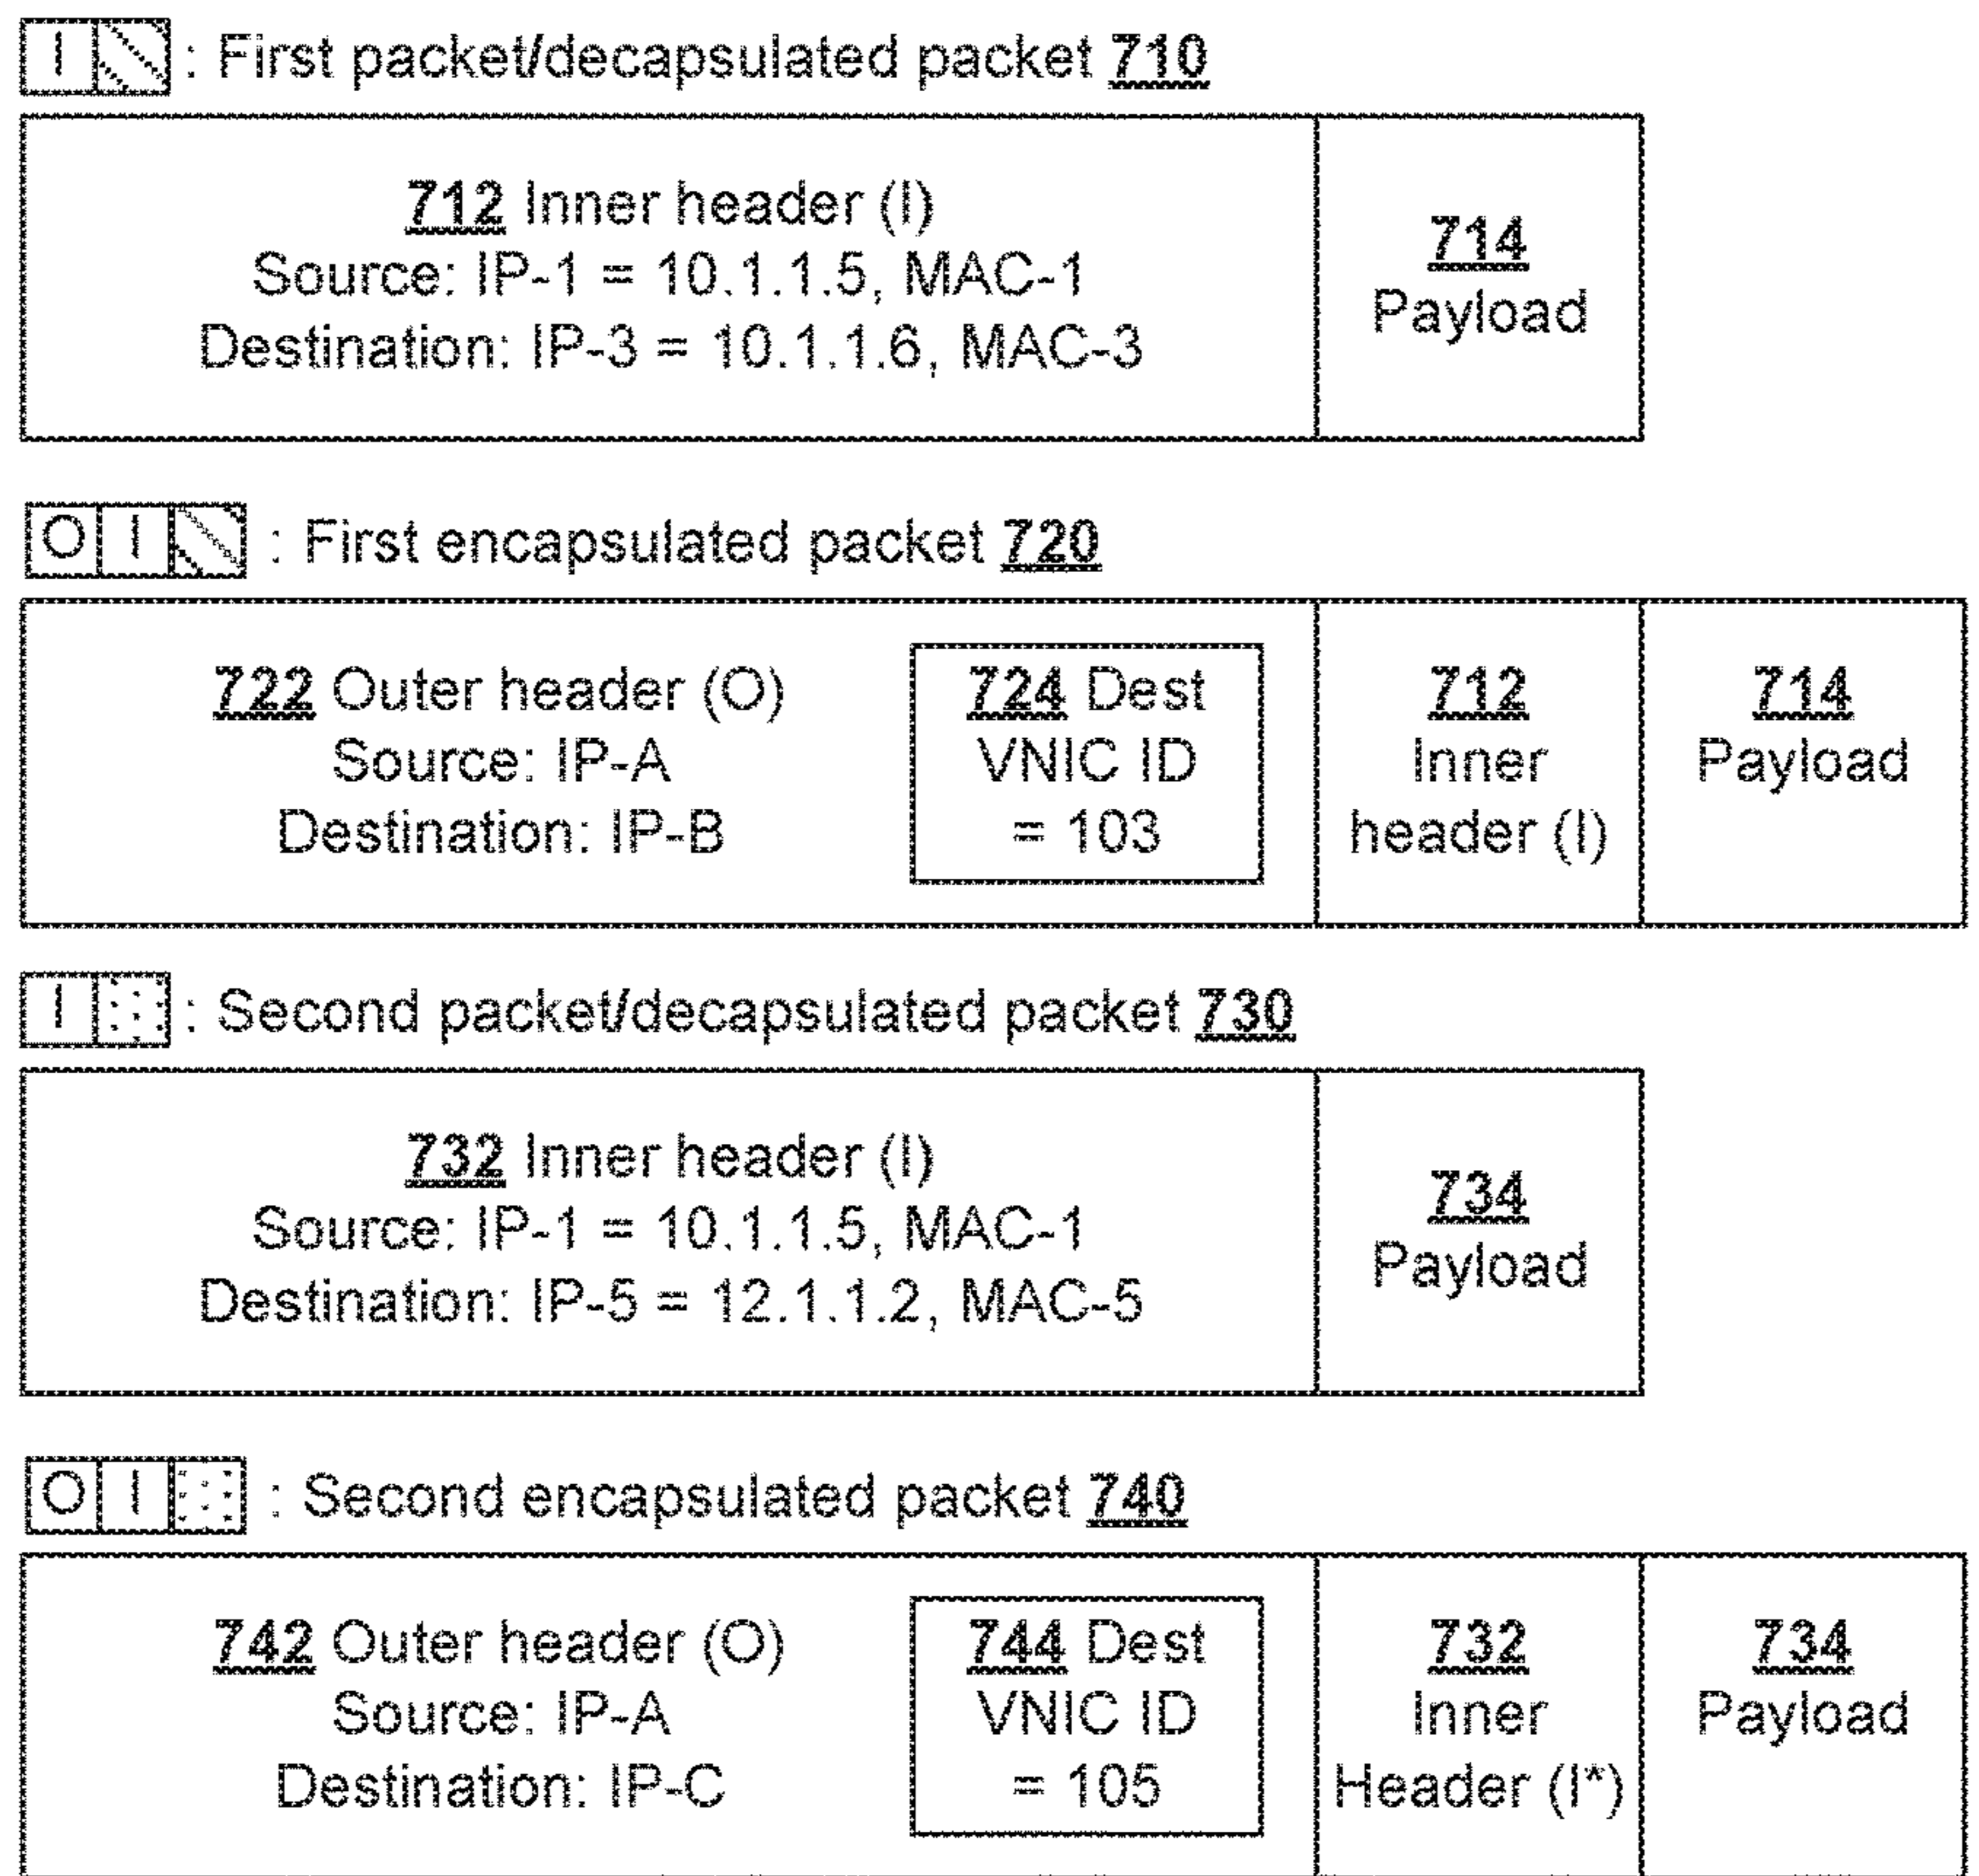 I : First packet/decapsulated packet 710
712 Inner header (I)
Source: IP-1 = 10.1.1.5, MAC-1
Destination: IP-3 = 10.1.1.6, MAC-3
714
Payload
O I : First encapsulated packet 720
722 Outer header (O)
Source: IP-A
Destination: IP-B
724 Dest
VNIC ID
= 103
712
Inner
header (I)
714
Payload
I : Second packet/decapsulated packet 730
732 Inner header (I)
Source: IP-1 = 10.1.1.5, MAC-1
Destination: IP-5 = 12.1.1.2, MAC-5
734
Payload
O I : Second encapsulated packet 740
742 Outer header (O)
Source: IP-A
Destination: IP-C
744 Dest
VNIC ID
= 105
732
Inner
Header (I*)
734
Payload